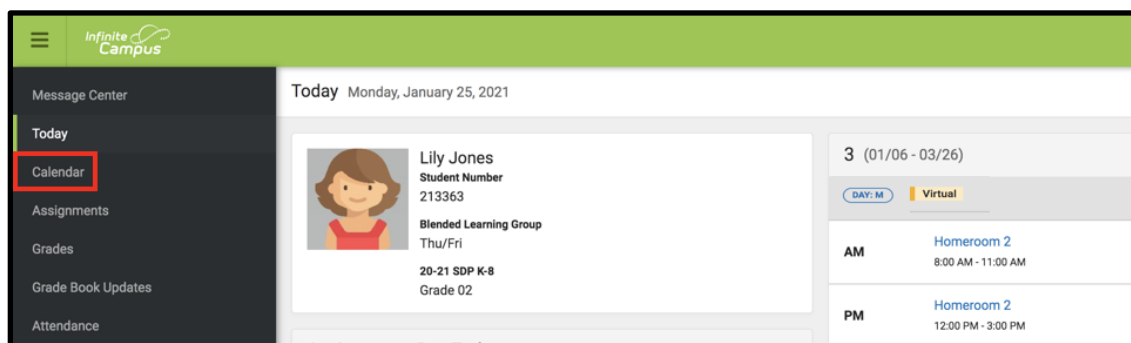 Infinite
Campus
Message Center
Today
Calendar
Assignments
Grades
Grade Book Updates
Attendance
Today Monday, January 25, 2021
Lily Jones
Student Number
213363
Blended Learning Group
Thu/Fri
20-21 SDP K-8
Grade 02
3 (01/06 - 03/26)
DAY: M Virtual
AM Homeroom 2
8:00 AM - 11:00 AM
PM Homeroom 2
12:00 PM - 3:00 PM